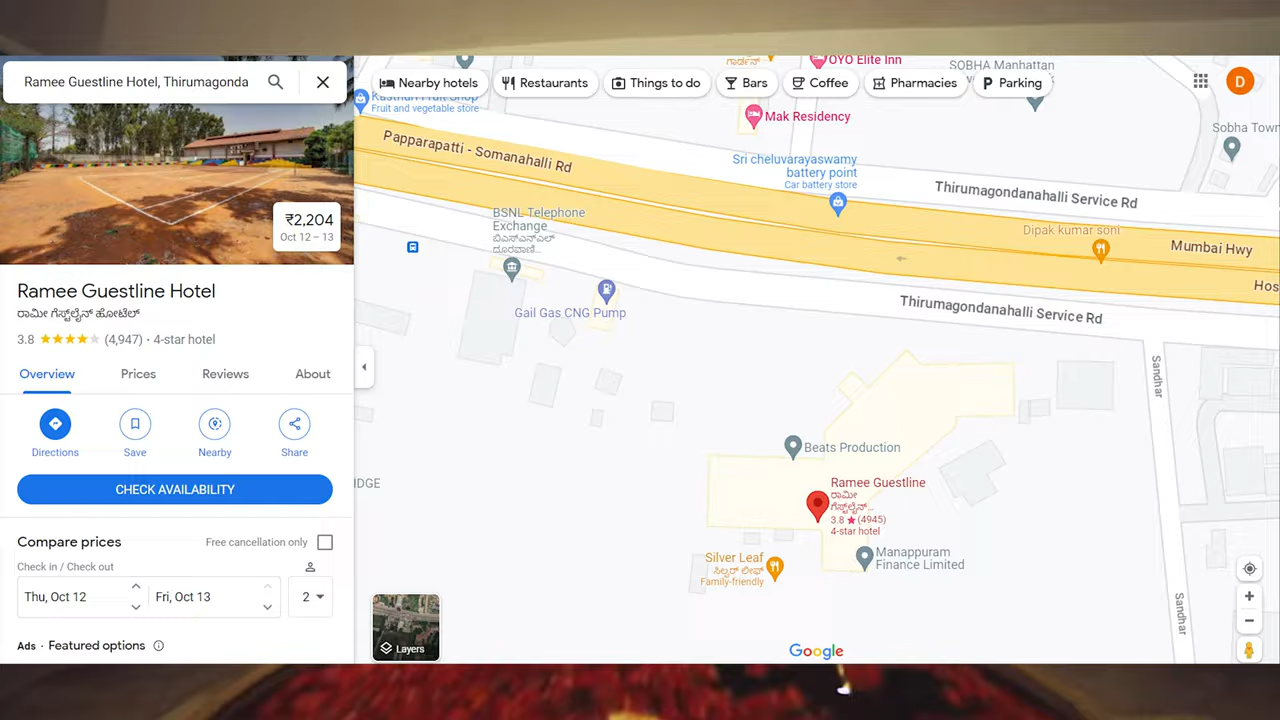 Ramee Guestline Hotel, Thirumagonda
₹2,204
Oct 12 – 13
Ramee Guestline Hotel
ರಾಮೀ ಗೆಸ್ಟ್‌ಲೈನ್ ಹೋಟೆಲ್
3.8 (4,947) · 4-star hotel
Overview
Prices
Reviews
About
Directions
Save
Nearby
Share
CHECK AVAILABILITY
Compare prices
Free cancellation only
Check in / Check out
Thu, Oct 12
Fri, Oct 13
2
Ads · Featured options
Nearby hotels
Restaurants
Things to do
Bars
Coffee
Pharmacies
Parking
D
OYO Elite Inn
SOBHA Manhattan
Fruit and vegetable store
Mak Residency
Sobha Town
Papparapatti - Somanahalli Rd
Sri cheluvarayaswamy
battery point
Car battery store
Thirumagondanahalli Service Rd
BSNL Telephone
Exchange
ಬಿಎಸ್ಎನ್ಎಲ್
ದೂರವಾಣಿ...
Dipak kumar soni
Mumbai Hwy
Hos
Gail Gas CNG Pump
Thirumagondanahalli Service Rd
Sandhar
Beats Production
IDGE
Ramee Guestline
ರಾಮೀ
ಗೆಸ್ಟ್‌ಲೈನ್...
3.8 ★ (4945)
4-star hotel
Silver Leaf
ಸಿಲ್ವರ್ ಲೀಫ್
Family-friendly
Manappuram
Finance Limited
Sandhar
Layers
Google